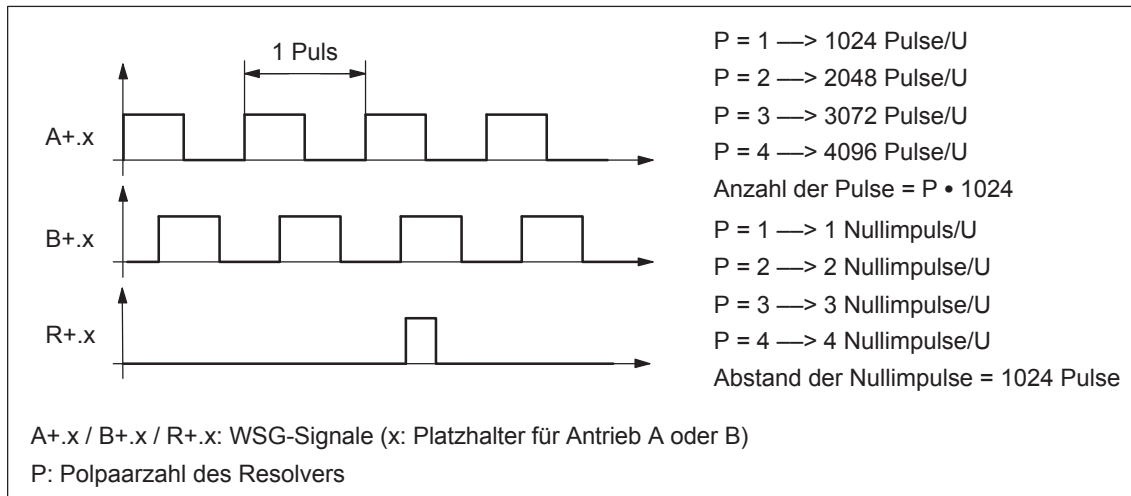 1 Puls
A+.x
B+.x
R+.x
P = 1 —> 1024 Pulse/U
P = 2 —> 2048 Pulse/U
P = 3 —> 3072 Pulse/U
P = 4 —> 4096 Pulse/U
Anzahl der Pulse = P • 1024
P = 1 —> 1 Nullimpuls/U
P = 2 —> 2 Nullimpulse/U
P = 3 —> 3 Nullimpulse/U
P = 4 —> 4 Nullimpulse/U
Abstand der Nullimpulse = 1024 Pulse
A+.x / B+.x / R+.x: WSG-Signale (x: Platzhalter für Antrieb A oder B)
P: Polpaarzahl des Resolvers